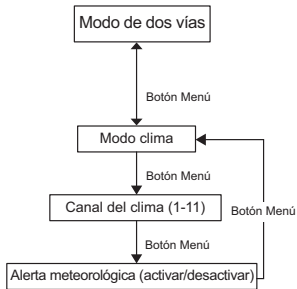 Modo de dos vías
Botón Menú
Modo clima
Botón Menú
Canal del clima (1-11)
Botón Menú
Botón Menú
Alerta meteorológica (activar/desactivar)